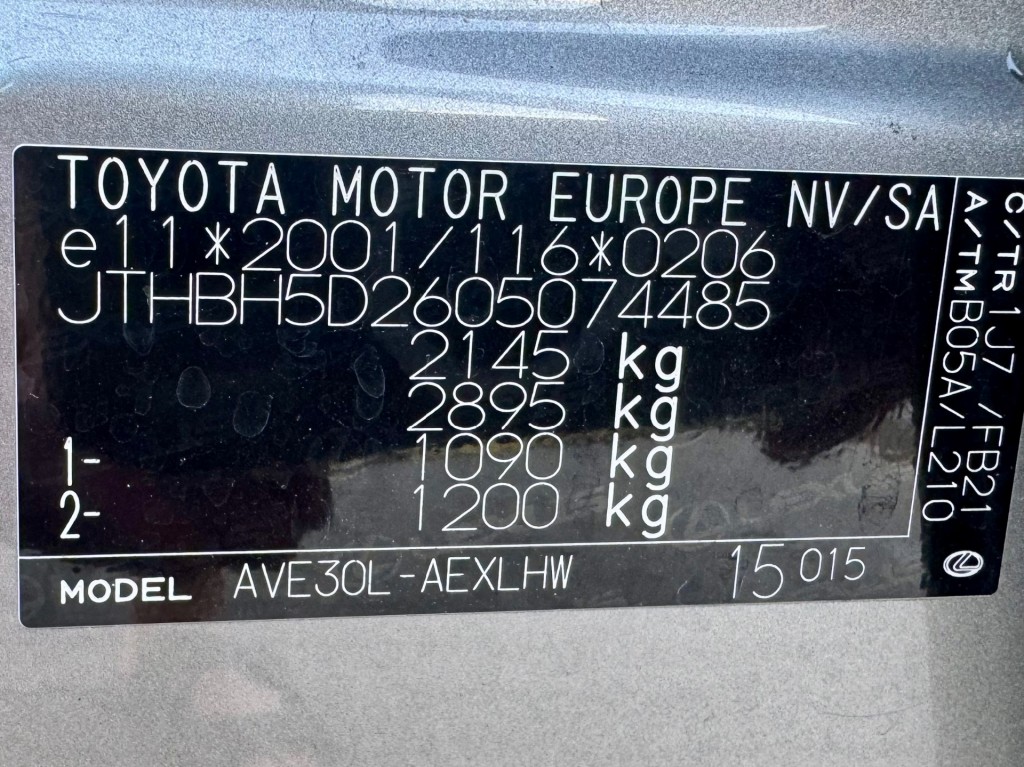 TOYOTA MOTOR EUROPE NV/SA
e11*2001/116*0206
JTHBH5D2605074485
2145 kg
2895 kg
1- 1090 kg
2- 1200 kg
MODEL AVE30L-AEXLHW 15 015
C/TR 1J7 /FB21
A/TM B05A/L210